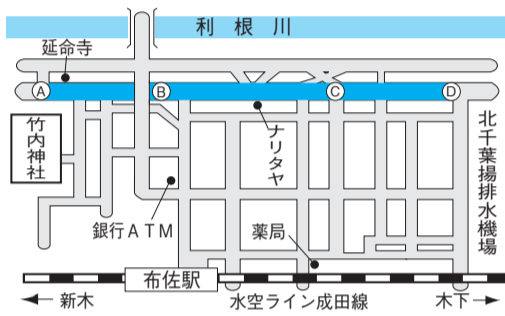 利根川
延命寺
A
B
C
D
竹内神社
ナリタヤ
北千葉揚排水機場
銀行ATM
薬局
布佐駅
← 新木
水空ライン成田線
木下 →